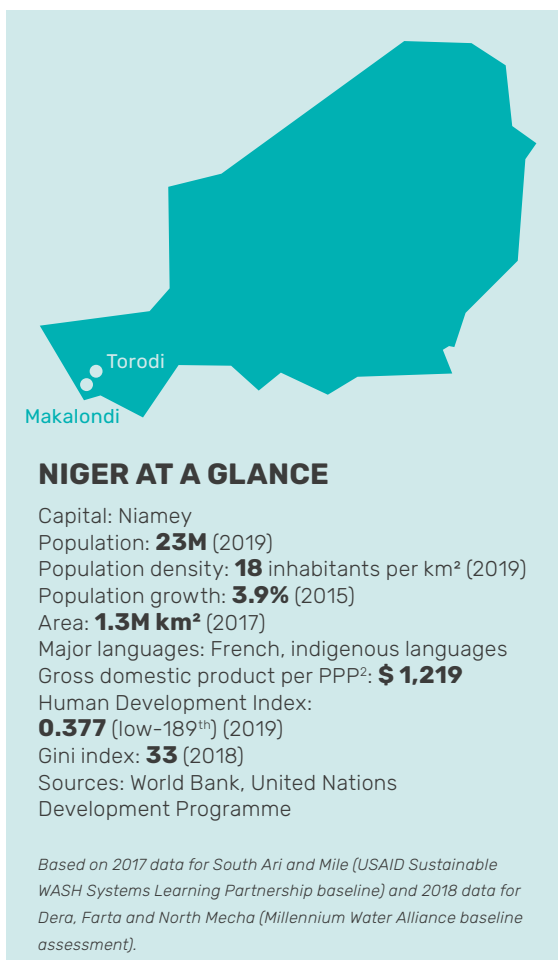 Torodi
Makalondi
NIGER AT A GLANCE
Capital: Niamey
Population: 23M (2019)
Population density: 18 inhabitants per km² (2019)
Population growth: 3.9% (2015)
Area: 1.3M km² (2017)
Major languages: French, indigenous languages
Gross domestic product per PPP²: $ 1,219
Human Development Index:
0.377 (low-189th) (2019)
Gini index: 33 (2018)
Sources: World Bank, United Nations
Development Programme
Based on 2017 data for South Ari and Mile (USAID Sustainable
WASH Systems Learning Partnership baseline) and 2018 data for
Dera, Farta and North Mecha (Millennium Water Alliance baseline
assessment).